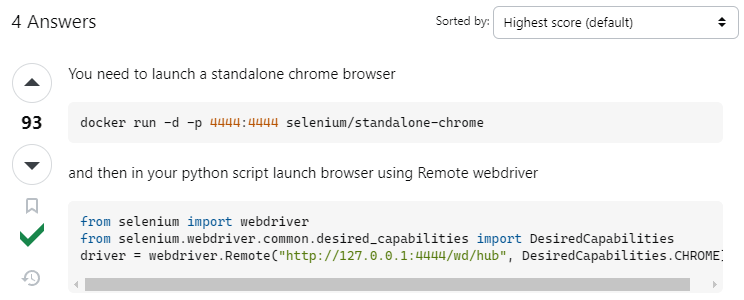 4 Answers
Sorted by:
Highest score (default)
You need to launch a standalone chrome browser
93
docker run -d -p 4444:4444 selenium/standalone-chrome
and then in your python script launch browser using Remote webdriver
from selenium import webdriver
from selenium.webdriver.common.desired_capabilities import DesiredCapabilities
driver = webdriver.Remote("http://127.0.0.1:4444/wd/hub", DesiredCapabilities.CHROME)